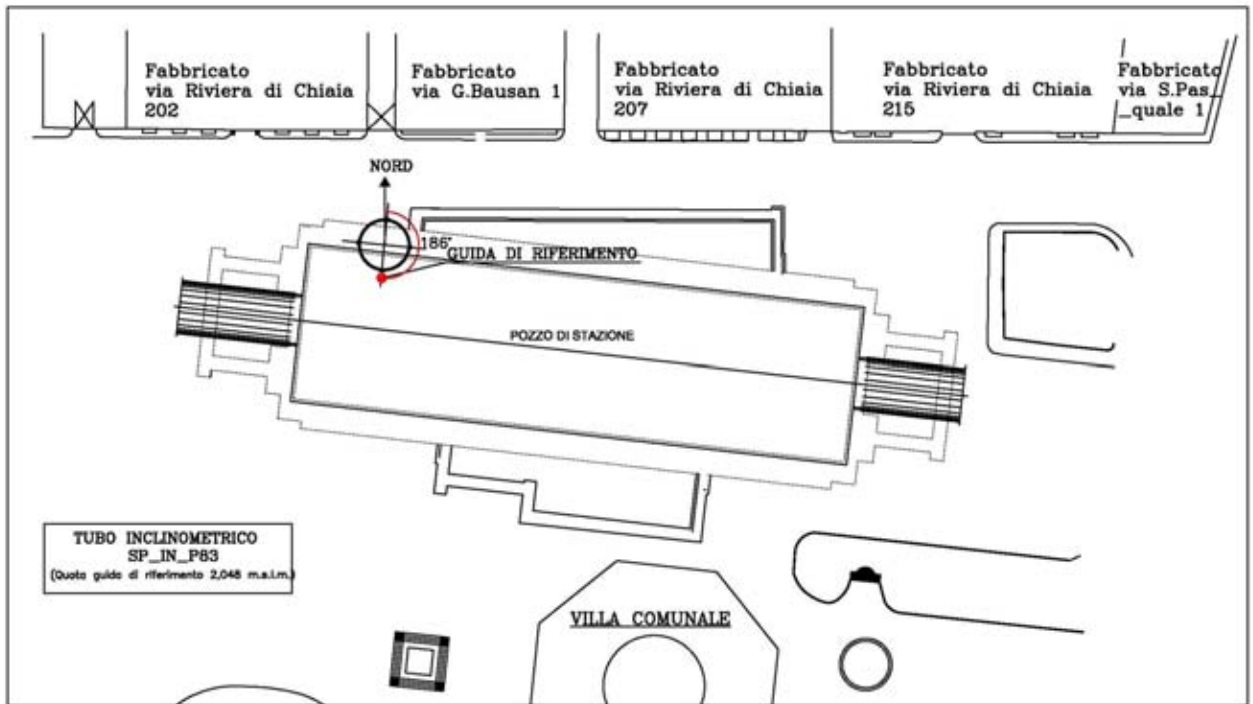 Fabbricato
via Riviera di Chiaia
202
Fabbricato
via G.Bausan 1
Fabbricato
via Riviera di Chiaia
207
Fabbricato
via Riviera di Chiaia
215
Fabbricato
via S.Pas_
_quale 1
NORD
186°
GUIDA DI RIFERIMENTO
POZZO DI STAZIONE
TUBO INCLINOMETRICO
SP_IN_P83
(Quota guida di riferimento 2,048 m.s.l.m.)
VILLA COMUNALE